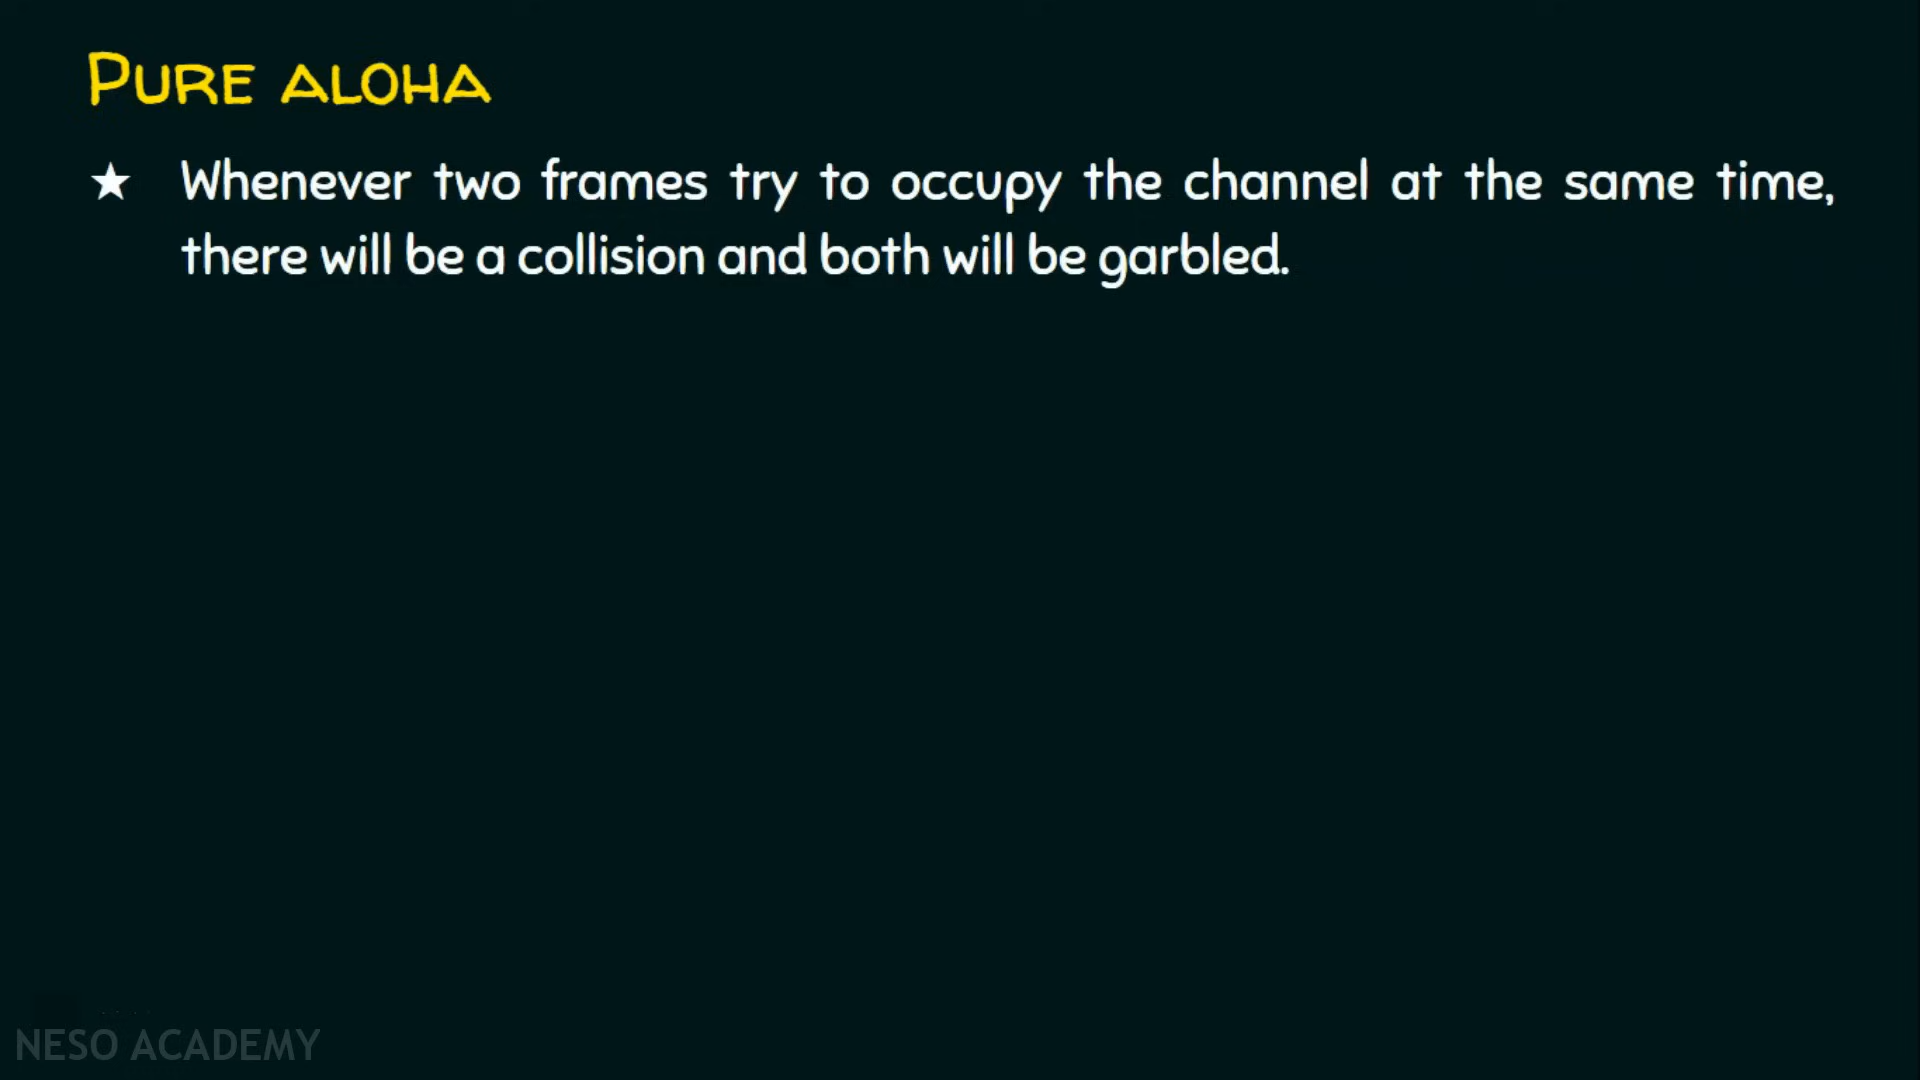 PURE ALOHA
★ Whenever two frames try to occupy the channel at the same time,
there will be a collision and both will be garbled.
NESO ACADEMY